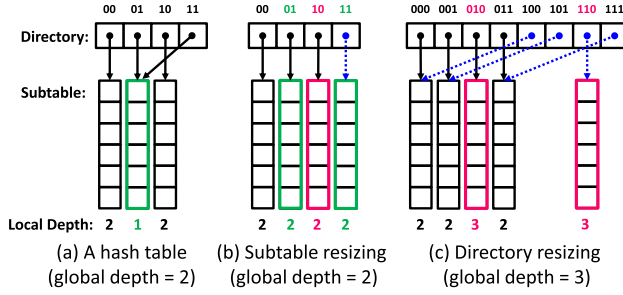 00 01 10 11 00 01 10 11 000 001 010 011 100 101 110 111
Directory:
Subtable:
Local Depth: 2 1 2 2 2 2 2 2 2 3 2 3
(a) A hash table (b) Subtable resizing (c) Directory resizing
(global depth = 2) (global depth = 2) (global depth = 3)